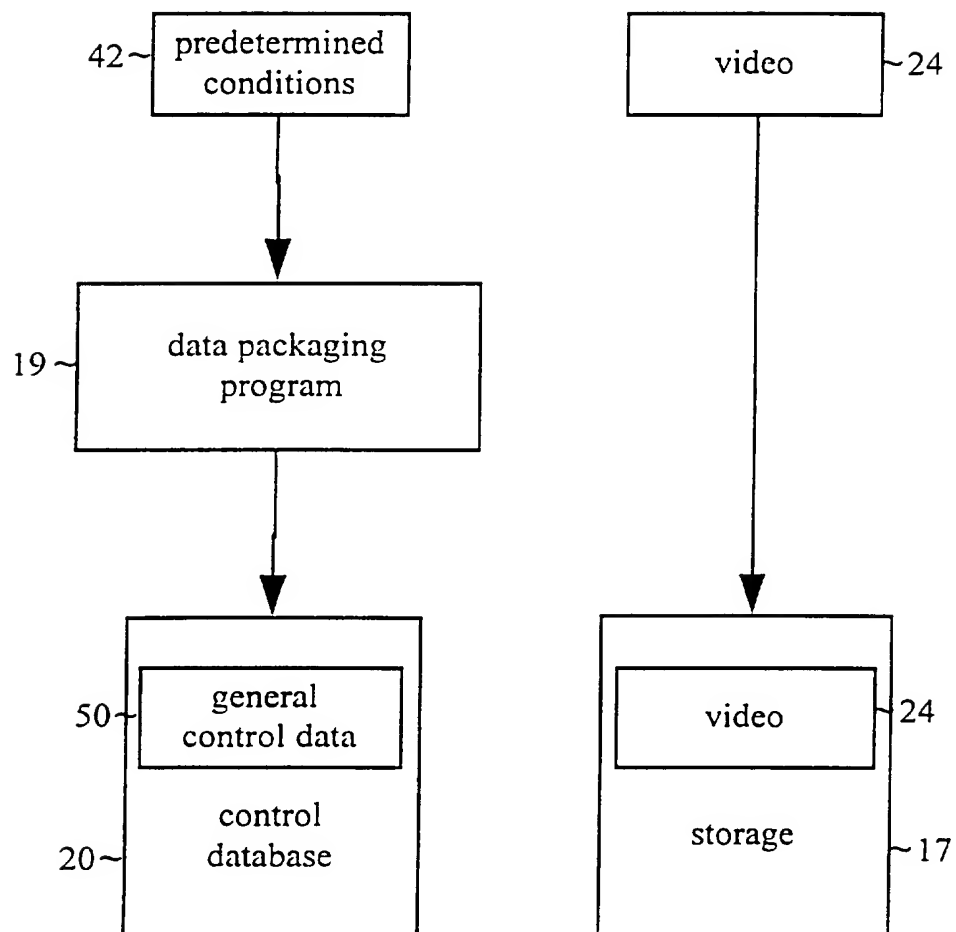 42
predetermined
conditions
video
24
19
data packaging
program
50
general
control data
video
24
control
database
20
storage
17